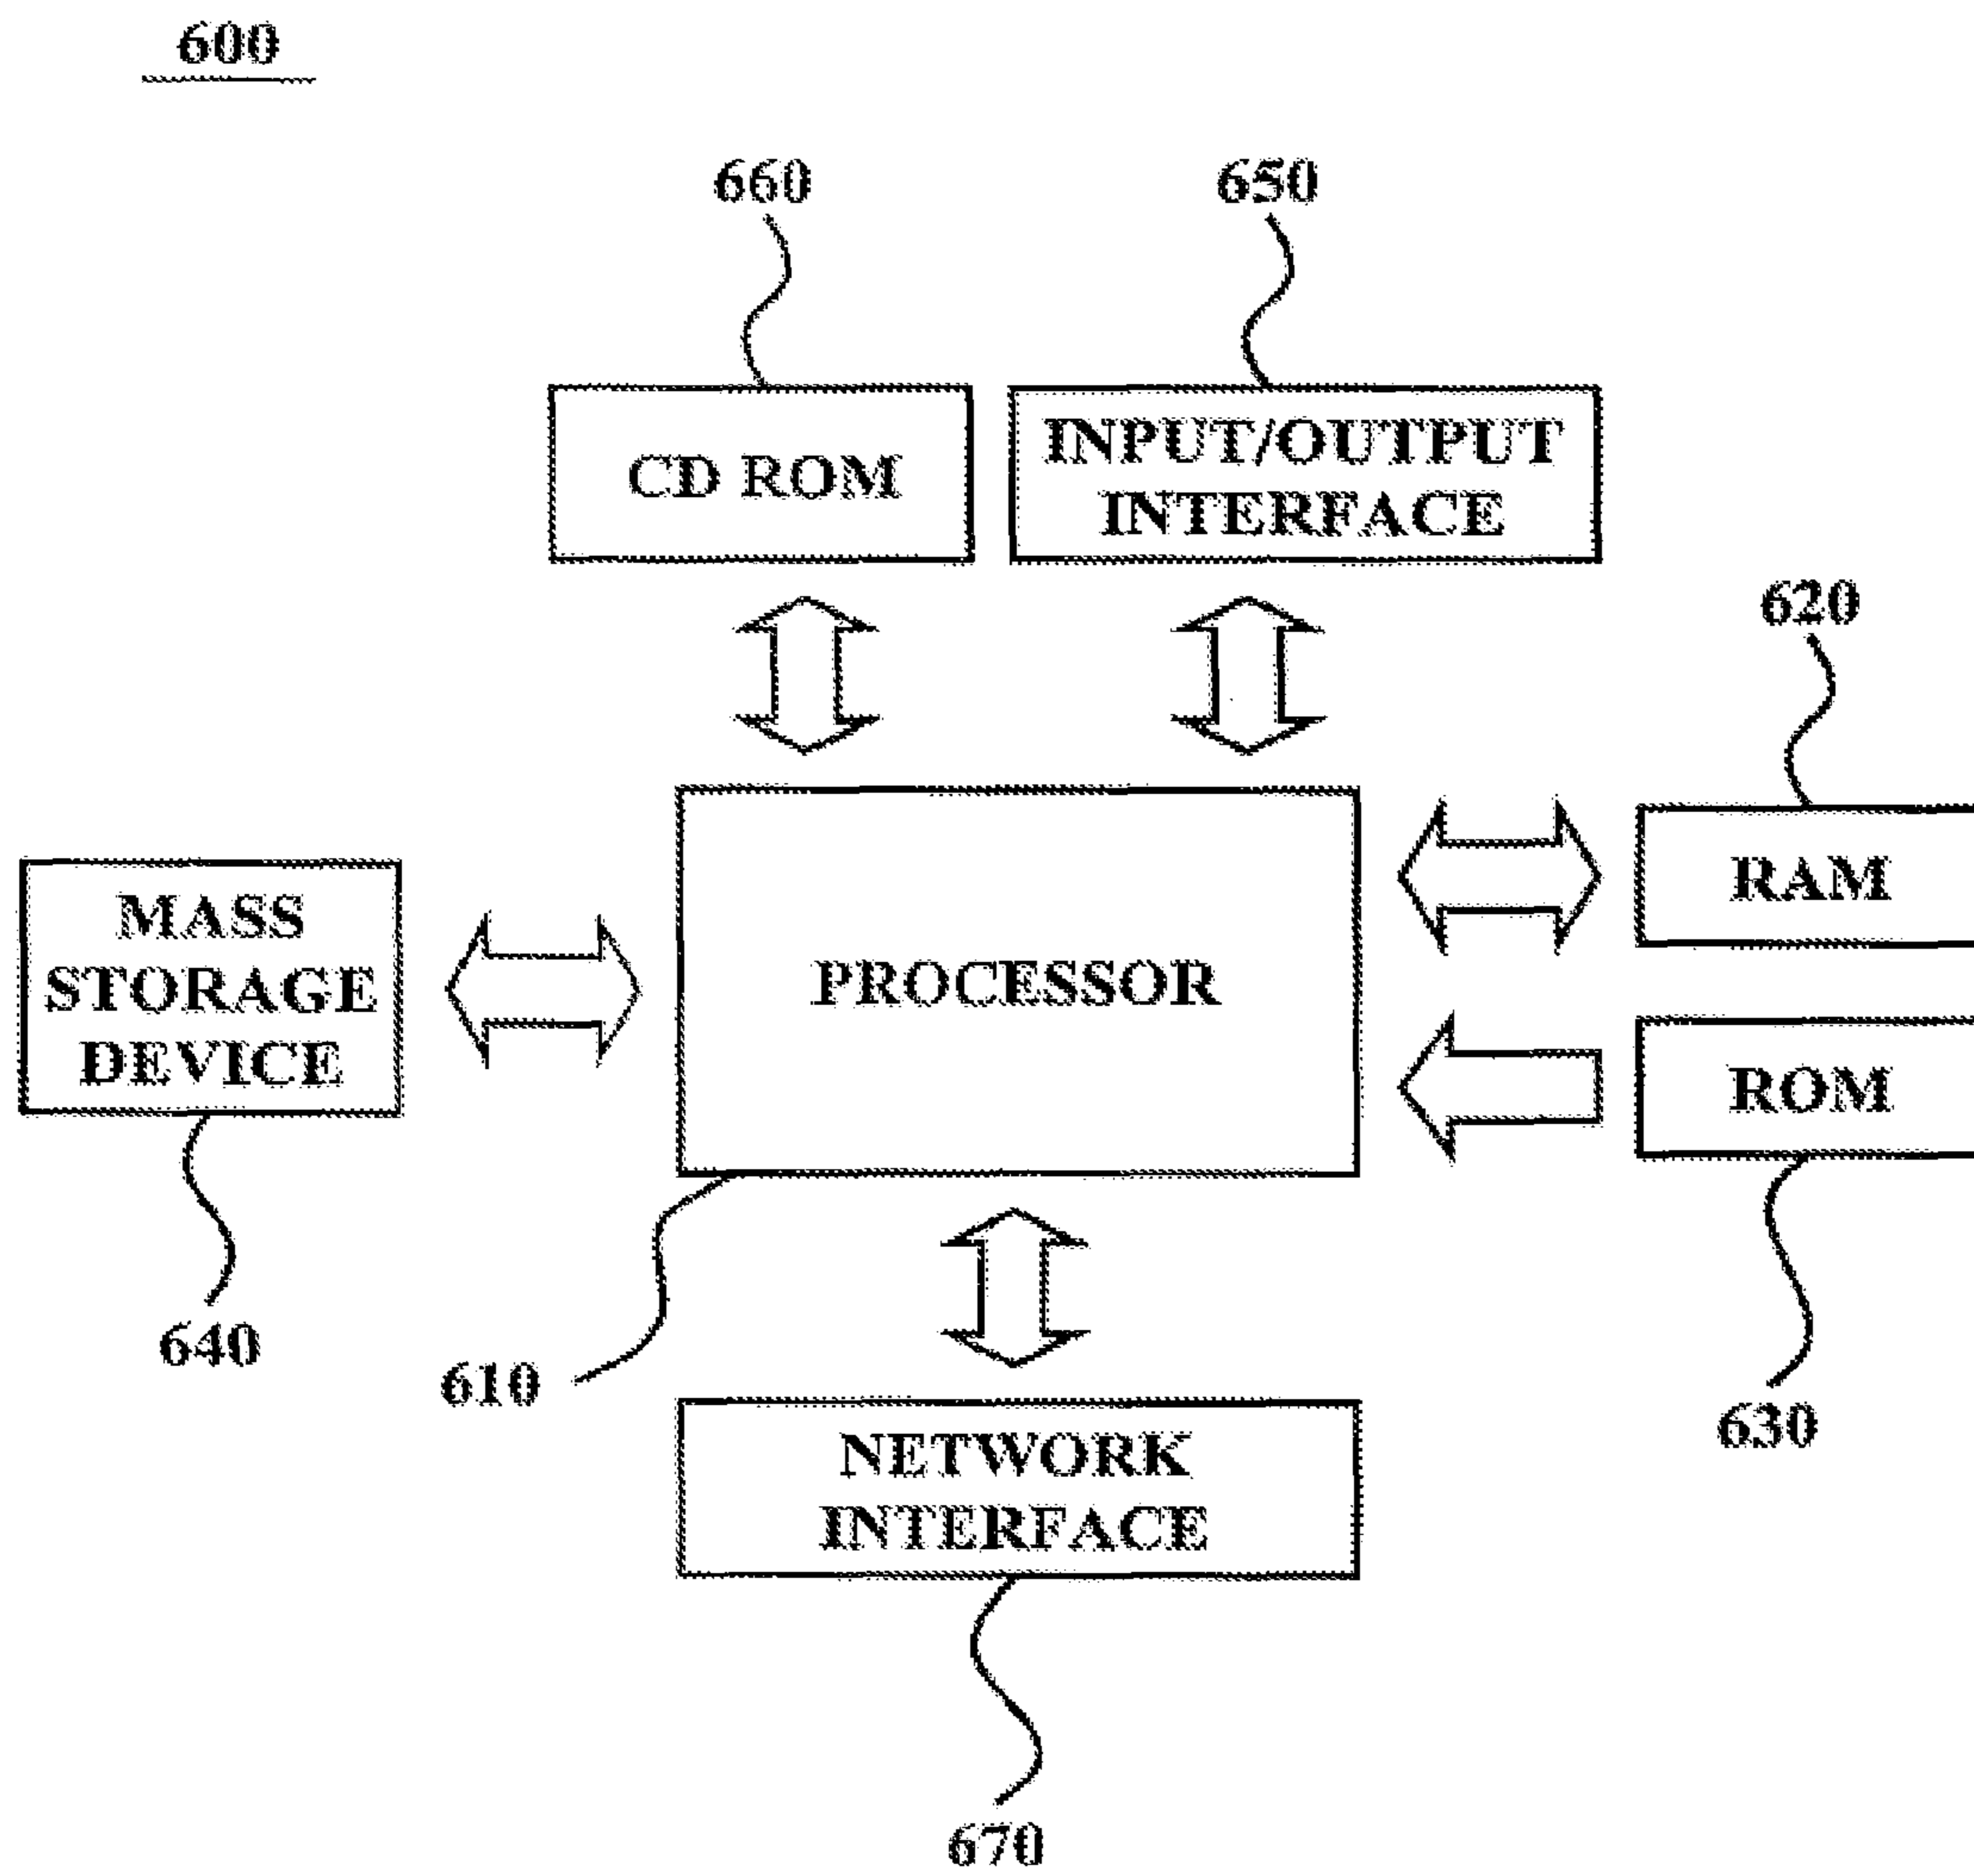 600
660
650
CD ROM
INPUT/OUTPUT
INTERFACE
620
RAM
MASS
STORAGE
DEVICE
PROCESSOR
ROM
640
610
630
NETWORK
INTERFACE
670